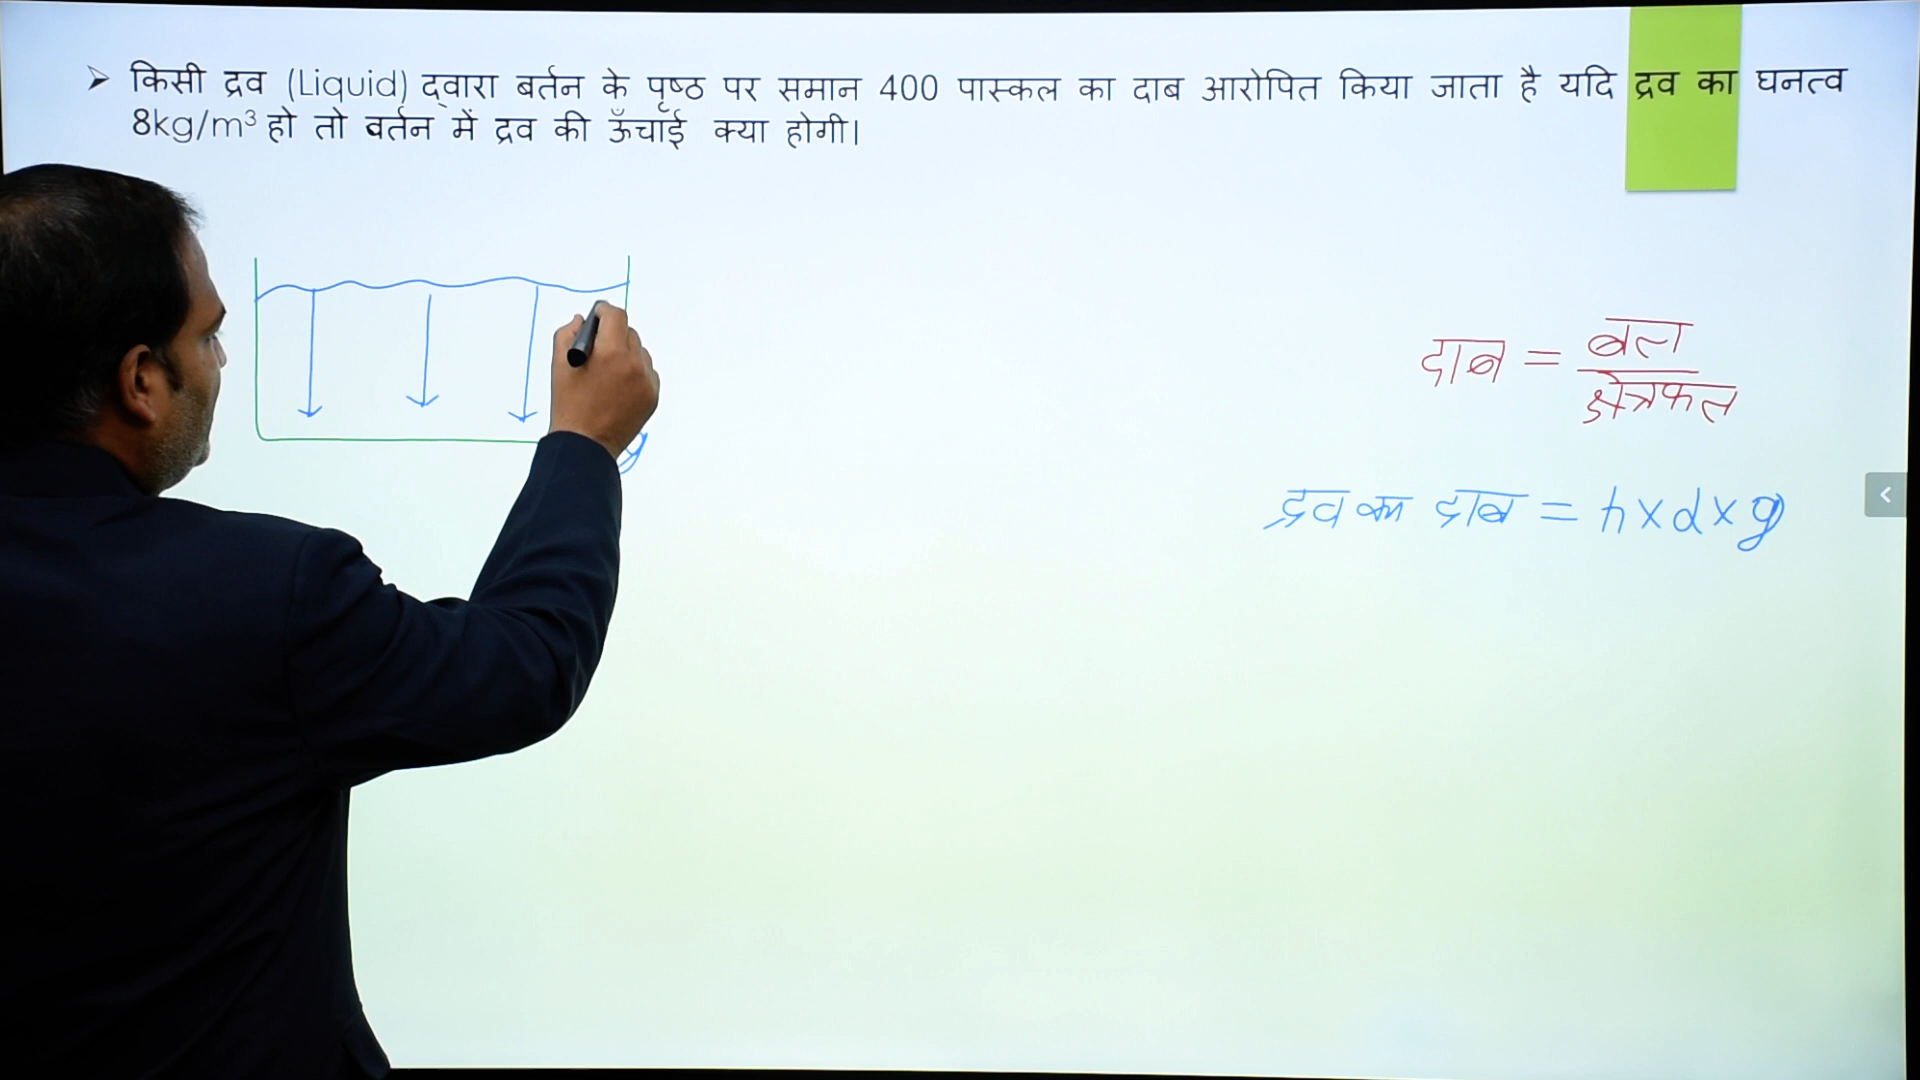 ➢ किसी द्रव (Liquid) द्वारा बर्तन के पृष्ठ पर समान 400 पास्कल का दाब आरोपित किया जाता है यदि द्रव का घनत्व
8kg/m³ हो तो बर्तन में द्रव की ऊँचाई क्या होगी।
दाब = बल
क्षेत्रफल
द्रव का दाब = h x d x g
g